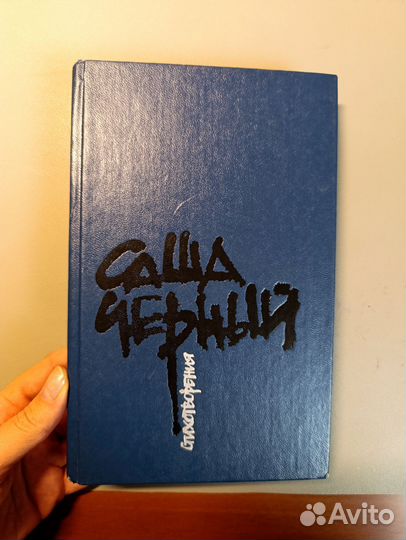 Саша
Черный
стихотворения
Avito